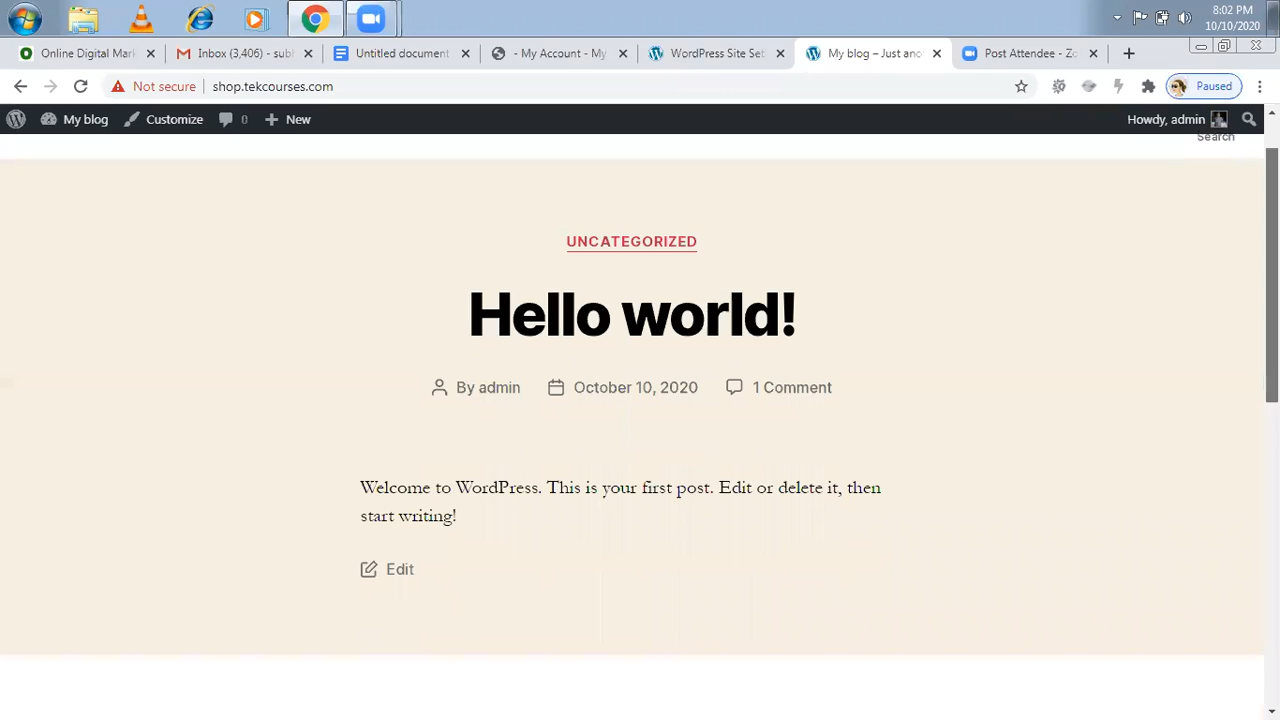 8:02 PM
10/10/2020
Online Digital Mark
Inbox (3,406) - subh
Untitled document
- My Account - My
WordPress Site Set
My blog – Just ano
Post Attendee - Zo
Not secure
shop.tekcourses.com
Paused
My blog
Customize
0
New
Howdy, admin
Search
UNCATEGORIZED
Hello world!
By admin
October 10, 2020
1 Comment
Welcome to WordPress. This is your first post. Edit or delete it, then
start writing!
Edit